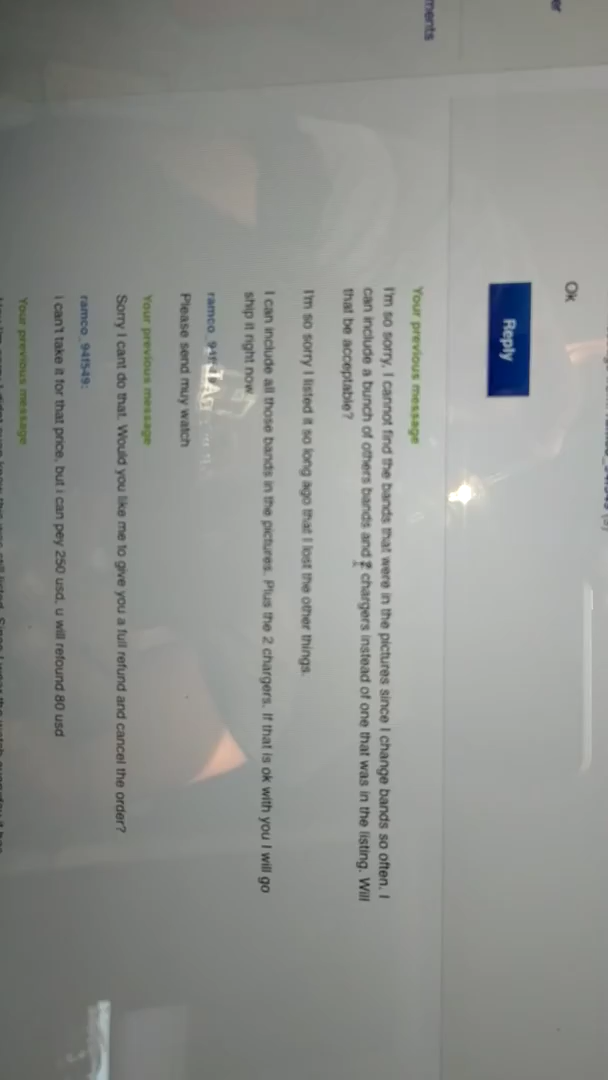 er
ments
Ok
Reply
Your previous message
I'm so sorry, I cannot find the bands that were in the pictures since I change bands so often. I
can include a bunch of others bands and 2 chargers instead of one that was in the listing. Will
that be acceptable?
I'm so sorry I listed it so long ago that I lost the other things.
I can include all those bands in the pictures. Plus the 2 chargers. If that is ok with you I will go
ship it right now
Please send muy watch
Your previous message
Sorry I cant do that. Would you like me to give you a full refund and cancel the order?
ramco_941549:
i can't take it for that price, but i can pey 250 usd, u will refound 80 usd
Your previous message